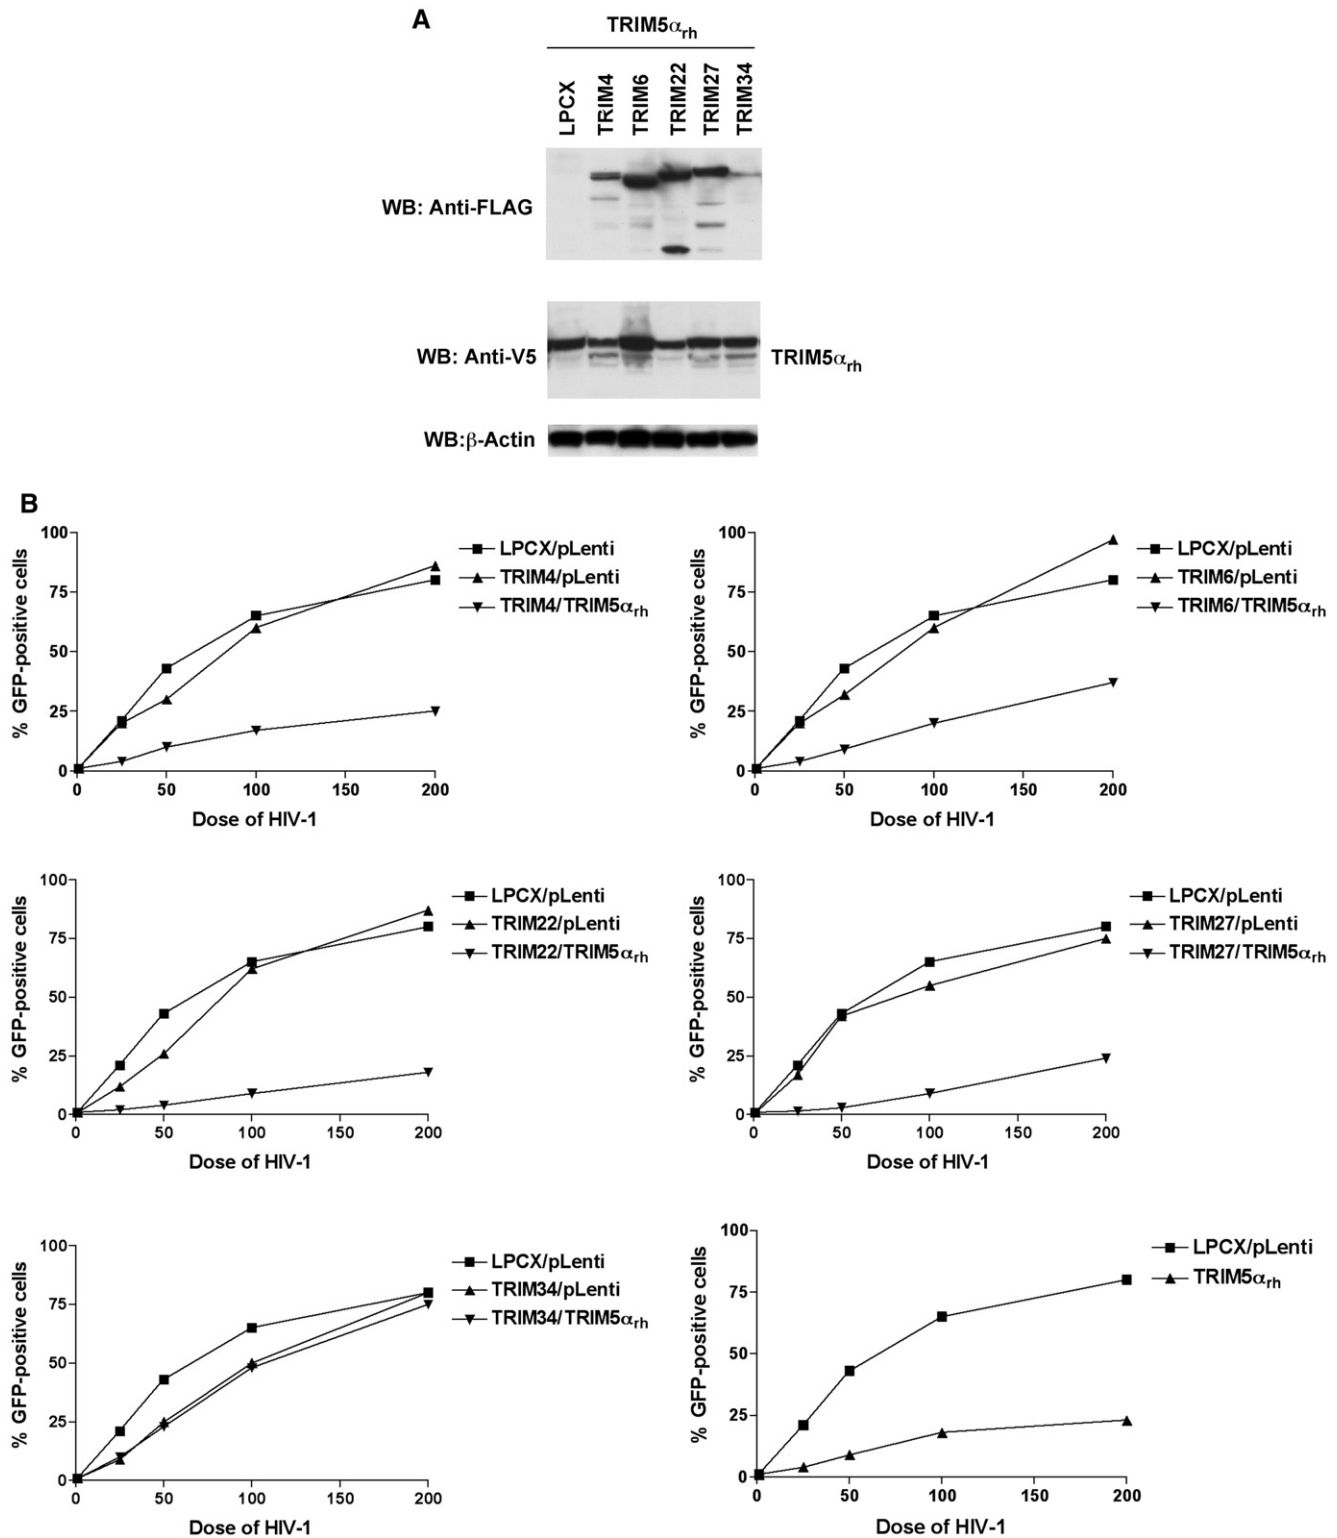 A
TRIM5αrh
LPCX
TRIM4
TRIM6
TRIM22
TRIM27
TRIM34
WB: Anti-FLAG
WB: Anti-V5
TRIM5αrh
WB:β-Actin
B
% GFP-positive cells
100
75
50
25
0
0 50 100 150 200
Dose of HIV-1
LPCX/pLenti
TRIM4/pLenti
TRIM4/TRIM5αrh
% GFP-positive cells
100
75
50
25
0
0 50 100 150 200
Dose of HIV-1
LPCX/pLenti
TRIM6/pLenti
TRIM6/TRIM5αrh
% GFP-positive cells
100
75
50
25
0
0 50 100 150 200
Dose of HIV-1
LPCX/pLenti
TRIM22/pLenti
TRIM22/TRIM5αrh
% GFP-positive cells
100
75
50
25
0
0 50 100 150 200
Dose of HIV-1
LPCX/pLenti
TRIM27/pLenti
TRIM27/TRIM5αrh
% GFP-positive cells
100
75
50
25
0
0 50 100 150 200
Dose of HIV-1
LPCX/pLenti
TRIM34/pLenti
TRIM34/TRIM5αrh
% GFP-positive cells
100
75
50
25
0
0 50 100 150 200
Dose of HIV-1
LPCX/pLenti
TRIM5αrh